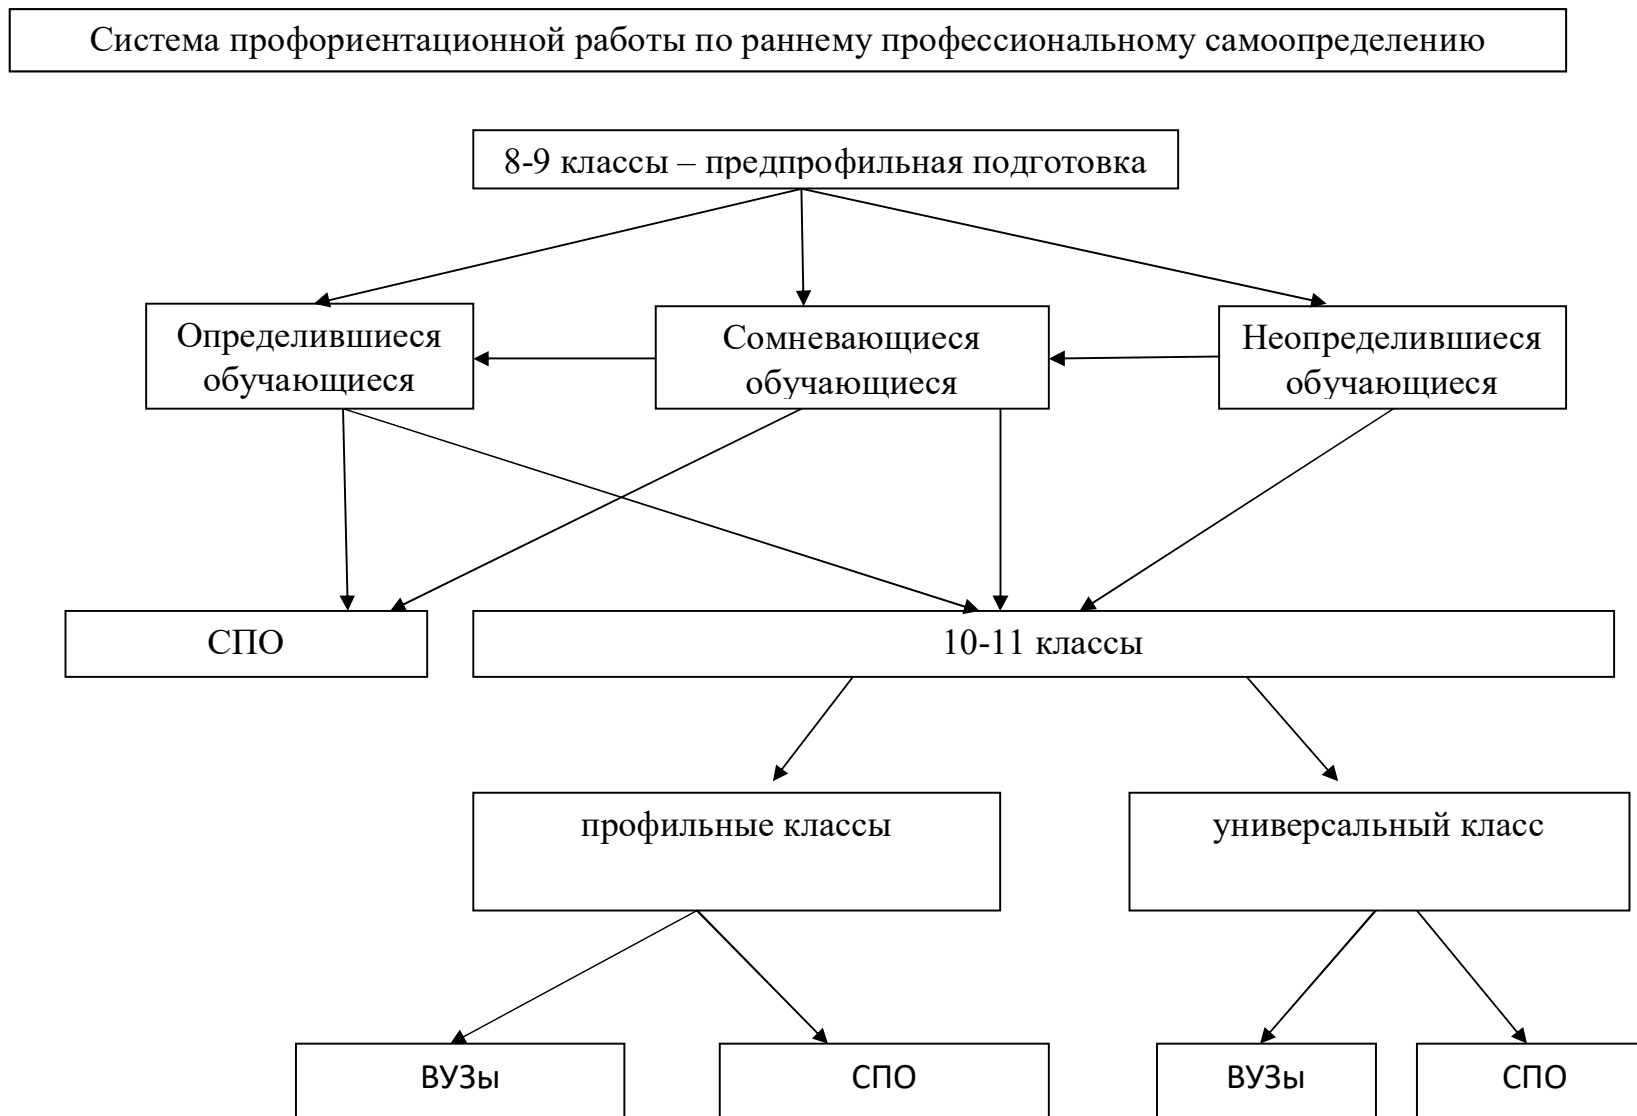 Система профориентационной работы по раннему профессиональному самоопределению
8-9 классы – предпрофильная подготовка
Определившиеся
обучающиеся
Сомневающиеся
обучающиеся
Неопределившиеся
обучающиеся
СПО
10-11 классы
профильные классы
универсальный класс
ВУЗы
СПО
ВУЗы
СПО